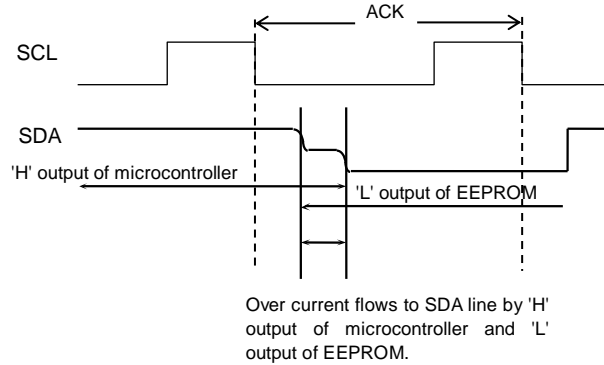 ACK
SCL
SDA
'H' output of microcontroller
'L' output of EEPROM
Over current flows to SDA line by 'H'
output of microcontroller and 'L'
output of EEPROM.